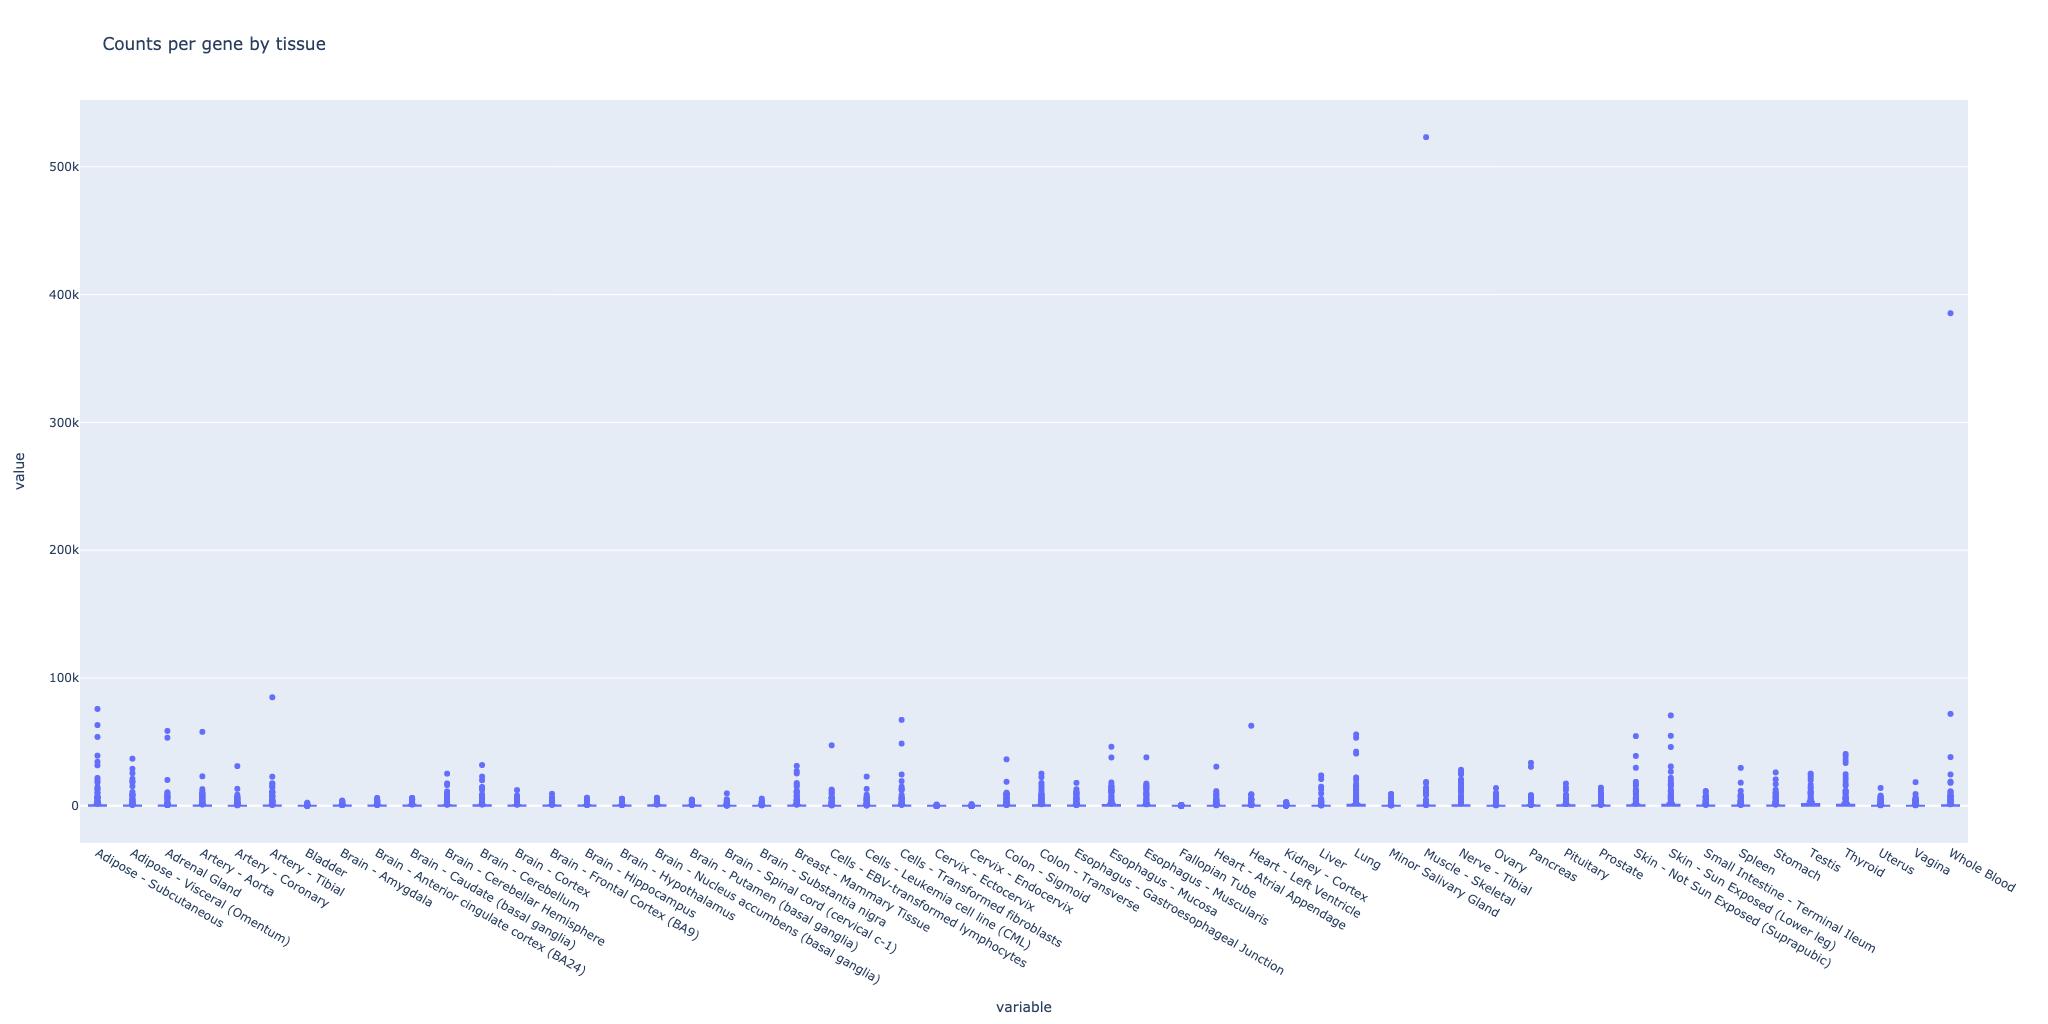 Counts per gene by tissue
500k
400k
300k
200k
100k
0
value
Adipose - Subcutaneous
Adipose - Visceral (Omentum)
Adrenal Gland
Artery - Aorta
Artery - Coronary
Artery - Tibial
Bladder
Brain - Amygdala
Brain - Anterior cingulate cortex (BA24)
Brain - Caudate (basal ganglia)
Brain - Cerebellar Hemisphere
Brain - Cerebellum
Brain - Cortex
Brain - Frontal Cortex (BA9)
Brain - Hippocampus
Brain - Hypothalamus
Brain - Nucleus accumbens (basal ganglia)
Brain - Putamen (basal ganglia)
Brain - Spinal cord (cervical c-1)
Brain - Substantia nigra
Breast - Mammary Tissue
Cells - EBV-transformed lymphocytes
Cells - Leukemia cell line (CML)
Cells - Transformed fibroblasts
Cervix - Ectocervix
Cervix - Endocervix
Colon - Sigmoid
Colon - Transverse
Esophagus - Gastroesophageal Junction
Esophagus - Mucosa
Esophagus - Muscularis
Fallopian Tube
Heart - Atrial Appendage
Heart - Left Ventricle
Kidney - Cortex
Liver
Lung
Minor Salivary Gland
Muscle - Skeletal
Nerve - Tibial
Ovary
Pancreas
Pituitary
Prostate
Skin - Not Sun Exposed (Suprapubic)
Skin - Sun Exposed (Lower leg)
Small Intestine - Terminal Ileum
Spleen
Stomach
Testis
Thyroid
Uterus
Vagina
Whole Blood
variable